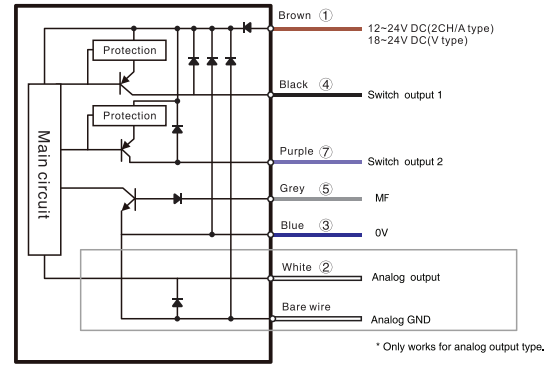 Brown ①
12~24V DC(2CH/A type)
18~24V DC(V type)
Protection
Black ④
Switch output 1
Protection
Main circuit
Purple ⑦
Switch output 2
Grey ⑤
MF
Blue ③
0V
White ②
Analog output
Bare wire
Analog GND
* Only works for analog output type.